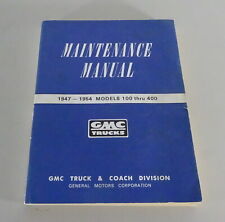 MAINTENANCE
MANUAL
1947 - 1954 MODELS 100 thru 400
GMC
TRUCKS
GMC TRUCK & COACH DIVISION
GENERAL MOTORS CORPORATION